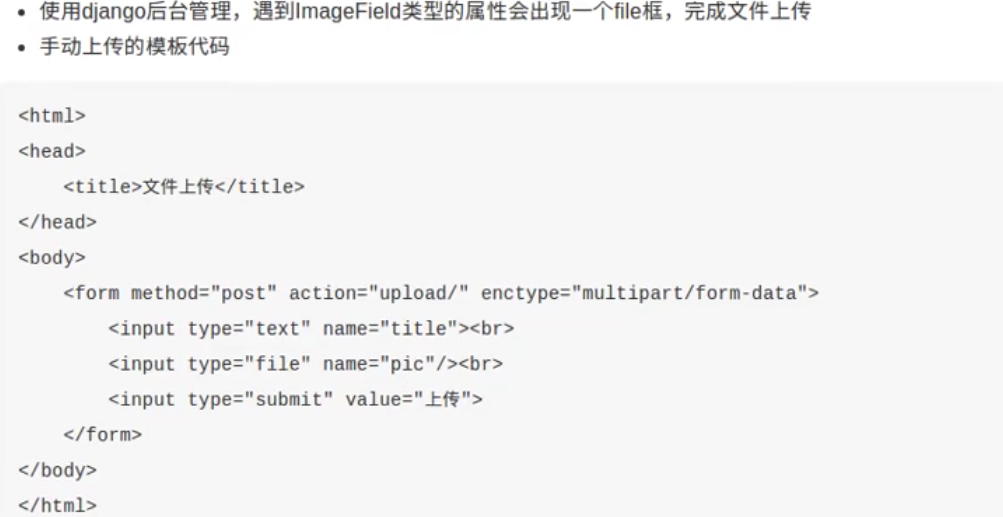 使用django后台管理，遇到ImageField类型的属性会出现一个file框，完成文件上传
手动上传的模板代码
<html>
<head>
    <title>文件上传</title>
</head>
<body>
    <form method="post" action="upload/" enctype="multipart/form-data">
        <input type="text" name="title"><br>
        <input type="file" name="pic"/><br>
        <input type="submit" value="上传">
    </form>
</body>
</html>